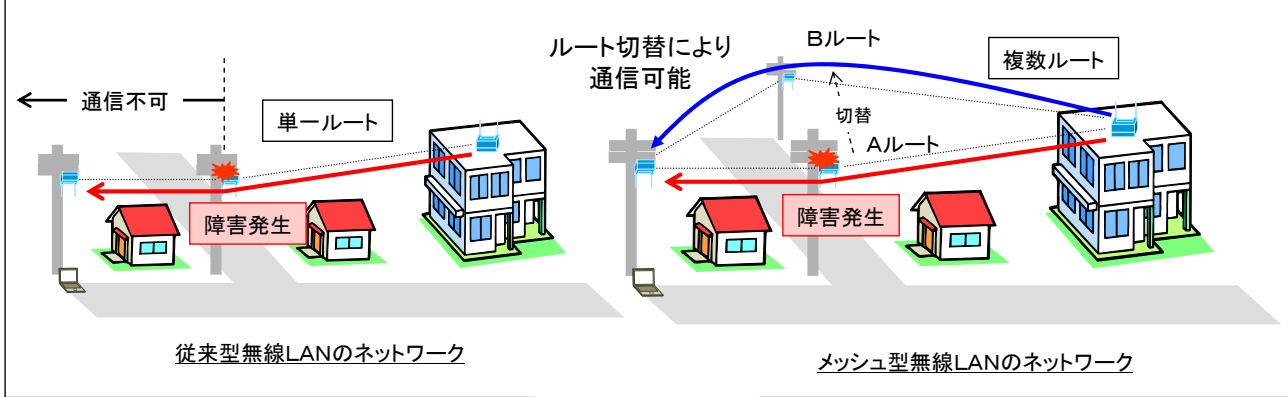 通信不可
単一ルート
障害発生
従来型無線LANのネットワーク
ルート切替により
通信可能
Bルート
複数ルート
切替
Aルート
障害発生
メッシュ型無線LANのネットワーク